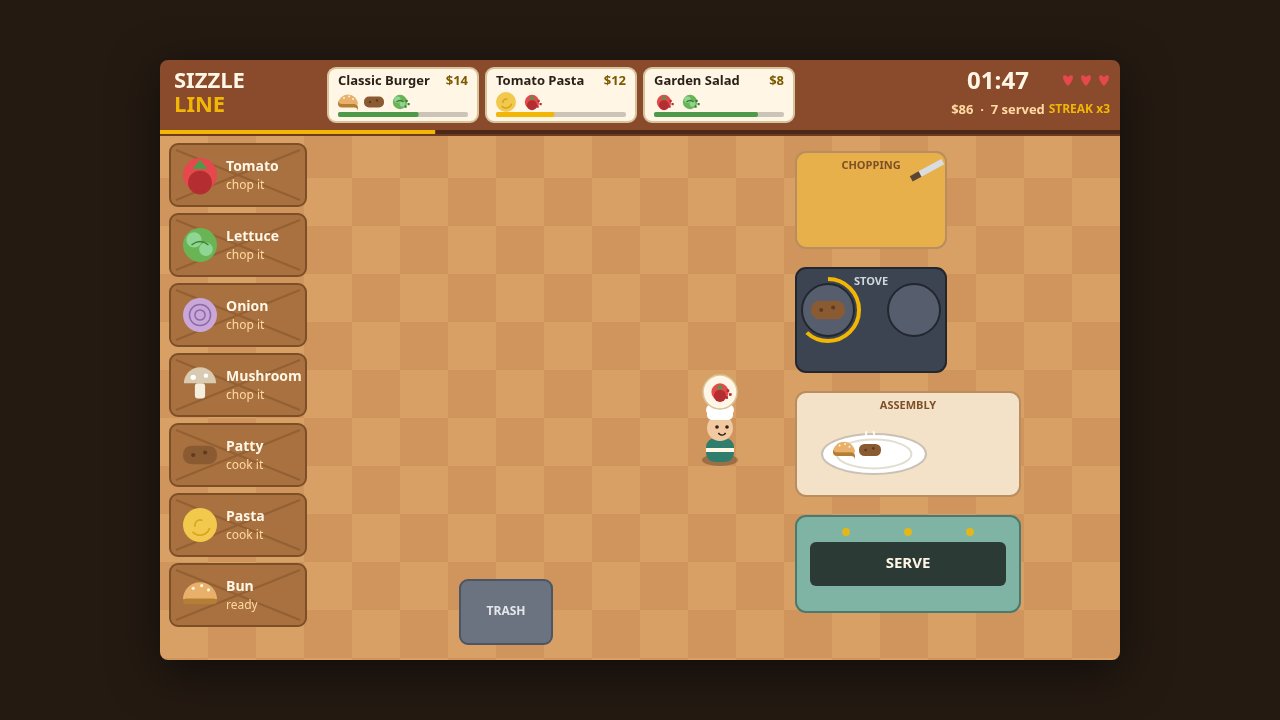 SIZZLE
LINE
Classic Burger $14
Tomato Pasta $12
Garden Salad $8
01:47
$86 · 7 served STREAK x3
Tomato
chop it
Lettuce
chop it
Onion
chop it
Mushroom
chop it
Patty
cook it
Pasta
cook it
Bun
ready
CHOPPING
STOVE
ASSEMBLY
SERVE
TRASH